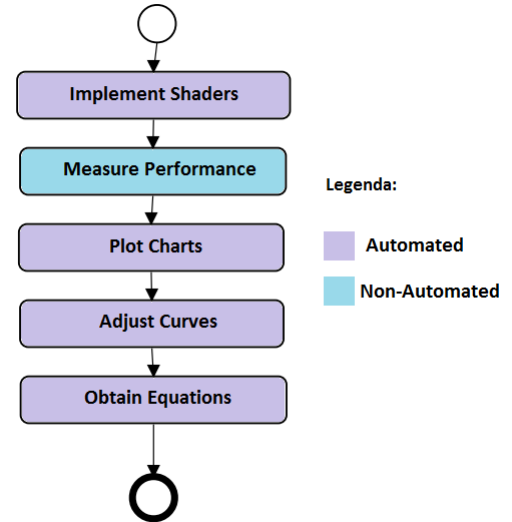 Implement Shaders
Measure Performance
Plot Charts
Adjust Curves
Obtain Equations
Legenda:
Automated
Non-Automated